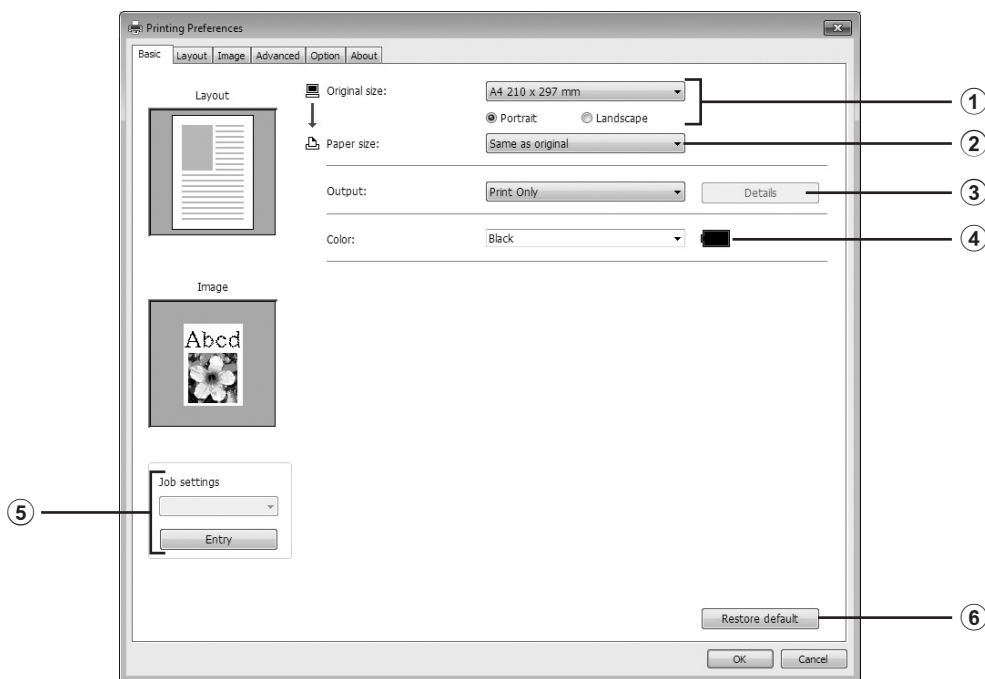 Printing Preferences
Basic Layout Image Advanced Option About
Layout
Original size: A4 210 x 297 mm
Portrait Landscape
Paper size: Same as original
Output: Print Only Details
Color: Black
Image
Abcd
Job settings
Entry
Restore default
OK Cancel
1
2
3
4
5
6